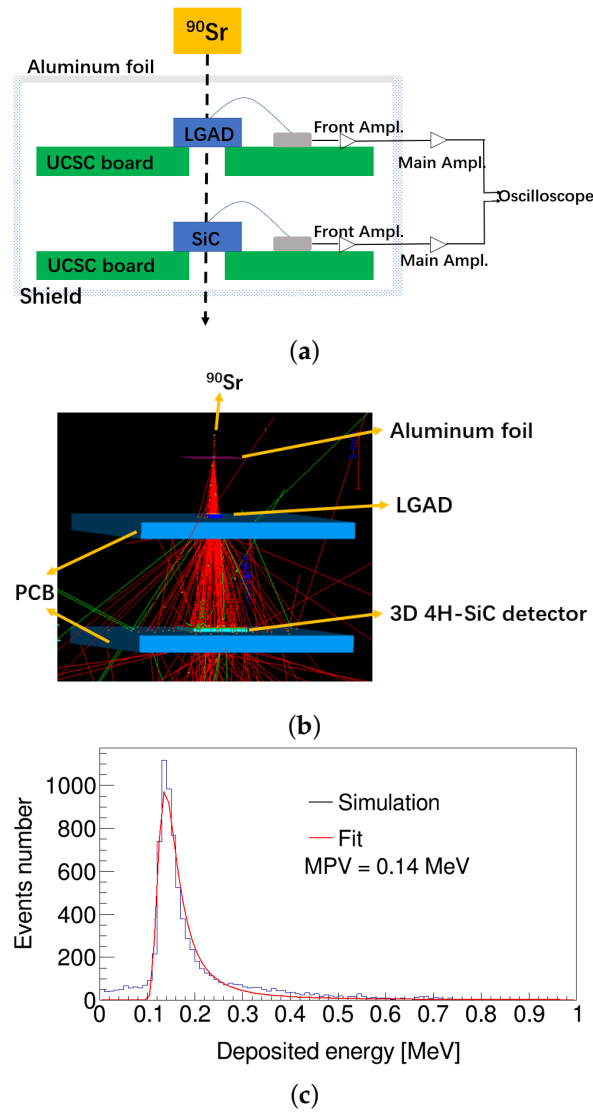 ⁹⁰Sr
Aluminum foil
LGAD
Front Ampl.
Main Ampl.
UCSC board
Oscilloscope
SiC
Front Ampl.
Main Ampl.
UCSC board
Shield
(a)
⁹⁰Sr
Aluminum foil
LGAD
PCB
3D 4H-SiC detector
(b)
Events number
1000
800
600
400
200
0
Simulation
Fit
MPV = 0.14 MeV
0 0.1 0.2 0.3 0.4 0.5 0.6 0.7 0.8 0.9 1
Deposited energy [MeV]
(c)